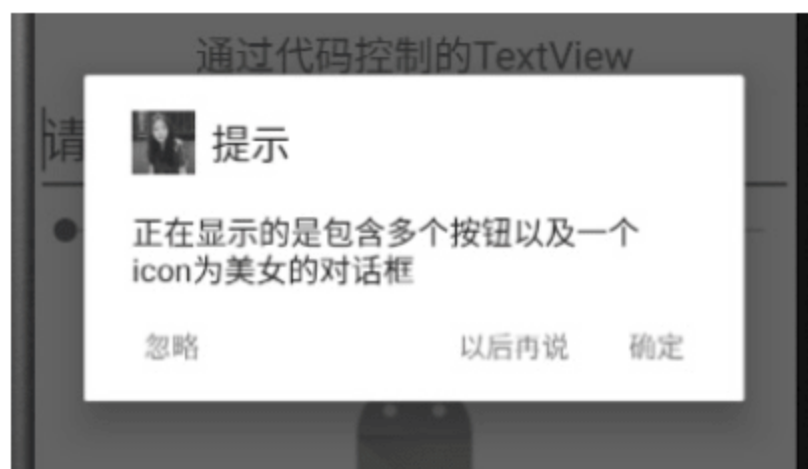 通过代码控制的TextView
请
提示
正在显示的是包含多个按钮以及一个
icon为美女的对话框
忽略
以后再说
确定